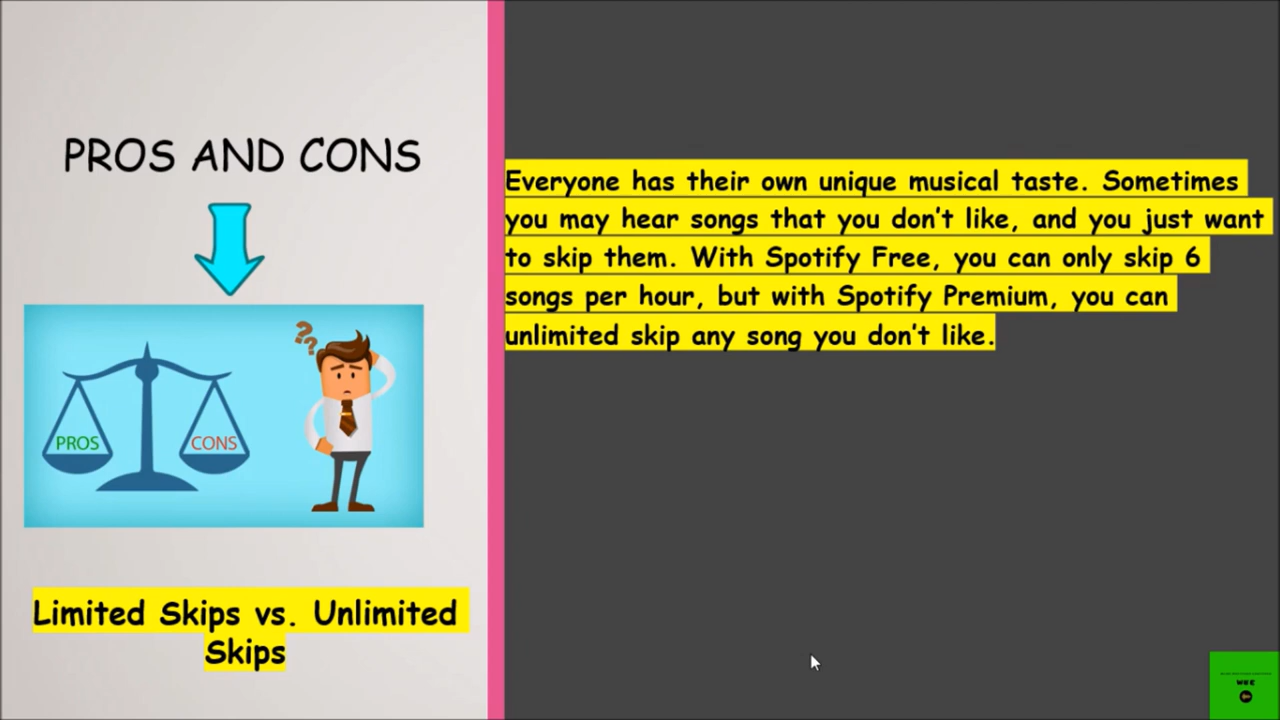 PROS AND CONS
??
PROS
CONS
Limited Skips vs. Unlimited
Skips
Everyone has their own unique musical taste. Sometimes
you may hear songs that you don’t like, and you just want
to skip them. With Spotify Free, you can only skip 6
songs per hour, but with Spotify Premium, you can
unlimited skip any song you don’t like.